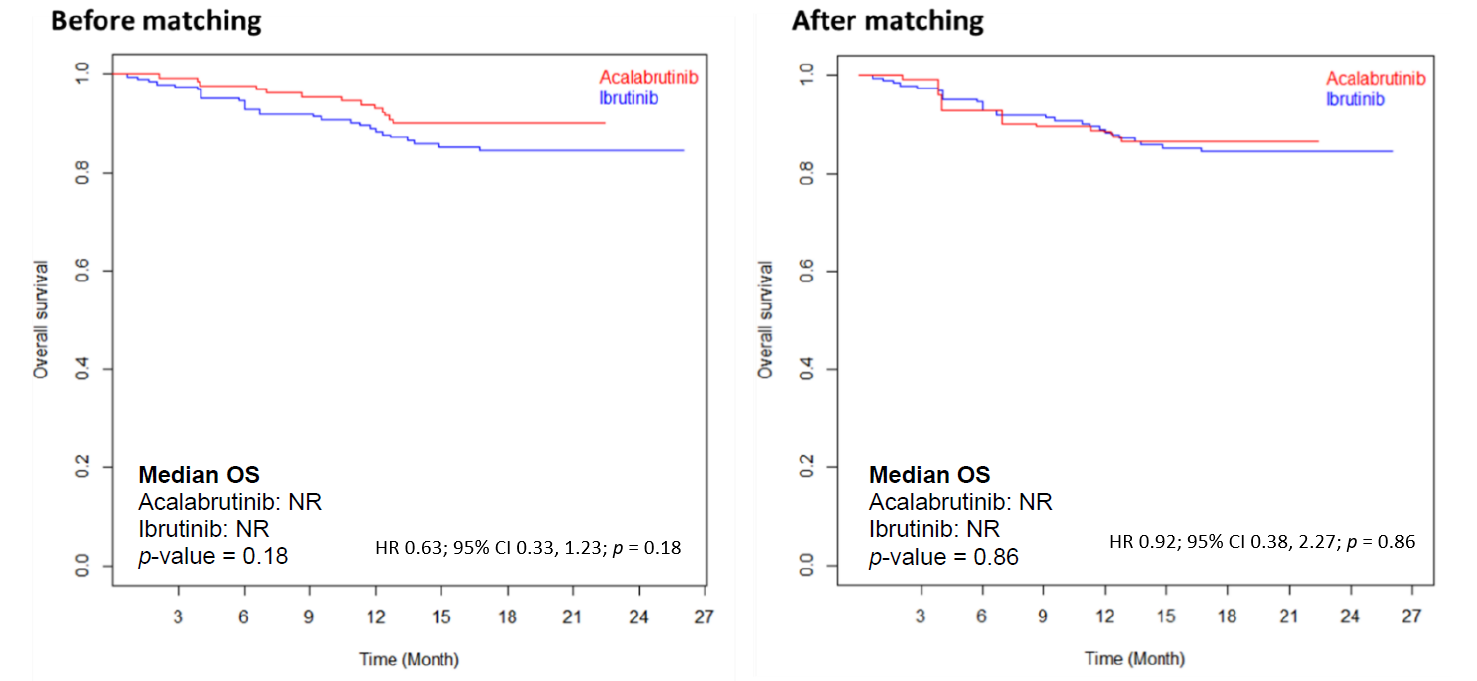 Before matching
1.0
0.8
0.6
0.4
0.2
0.0
Overall survival
Acalabrutinib
Ibrutinib
Median OS
Acalabrutinib: NR
Ibrutinib: NR
p-value = 0.18
HR 0.63; 95% CI 0.33, 1.23; p = 0.18
3 6 9 12 15 18 21 24 27
Time (Month)
After matching
1.0
0.8
0.6
0.4
0.2
0.0
Overall survival
Acalabrutinib
Ibrutinib
Median OS
Acalabrutinib: NR
Ibrutinib: NR
p-value = 0.86
HR 0.92; 95% CI 0.38, 2.27; p = 0.86
3 6 9 12 15 18 21 24 27
Time (Month)